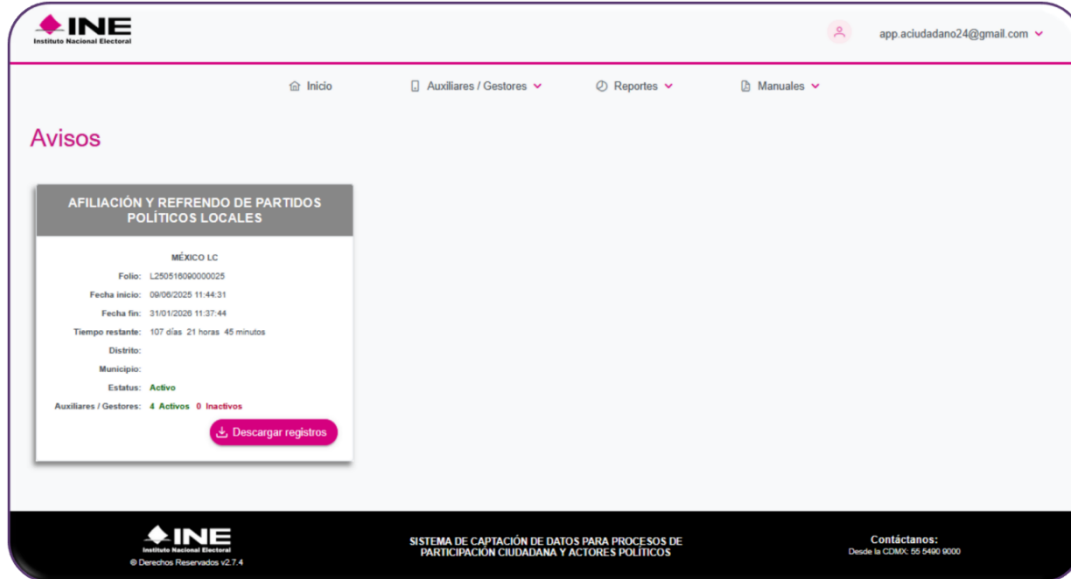 INE
Instituto Nacional Electoral
app.aciudadano24@gmail.com
Inicio
Auxiliares / Gestores
Reportes
Manuales
Avisos
AFILIACIÓN Y REFRENDO DE PARTIDOS
POLÍTICOS LOCALES
MÉXICO LC
Folio: L250516090000025
Fecha inicio: 09/06/2025 11:44:31
Fecha fin: 31/01/2026 11:37:44
Tiempo restante: 107 días 21 horas 45 minutos
Distrito:
Municipio:
Estatus: Activo
Auxiliares / Gestores: 4 Activos 0 Inactivos
Descargar registros
INE
Instituto Nacional Electoral
© Derechos Reservados v2.7.4
SISTEMA DE CAPTACIÓN DE DATOS PARA PROCESOS DE
PARTICIPACIÓN CIUDADANA Y ACTORES POLÍTICOS
Contáctanos:
Desde la CDMX: 55 5490 9000